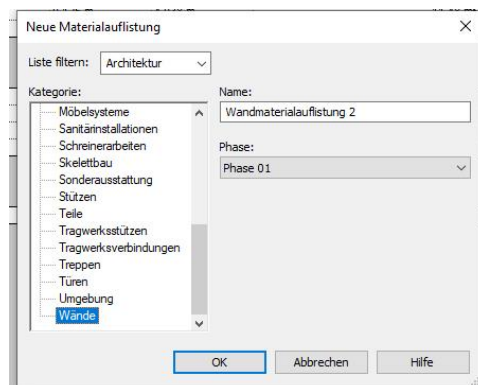 Neue Materialauflistung
Liste filtern: Architektur
Kategorie:
Möbelsysteme
Sanitärinstallationen
Schreinerarbeiten
Skelettbau
Sonderausstattung
Stützen
Teile
Tragwerksstützen
Tragwerksverbindungen
Treppen
Türen
Umgebung
Wände
Name:
Wandmaterialauflistung 2
Phase:
Phase 01
OK Abbrechen Hilfe